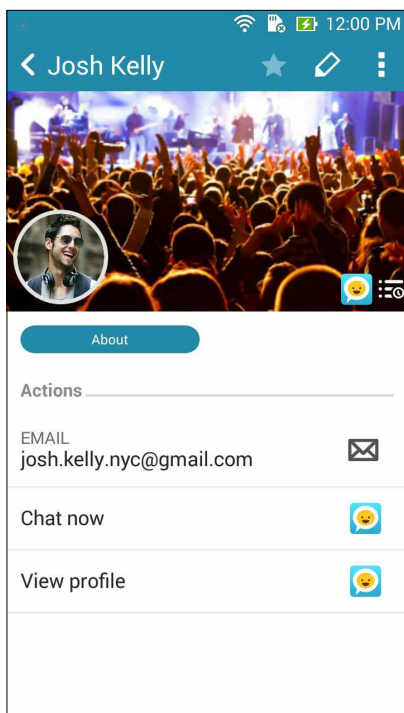 12:00 PM
Josh Kelly
About
Actions
EMAIL
josh.kelly.nyc@gmail.com
Chat now
View profile